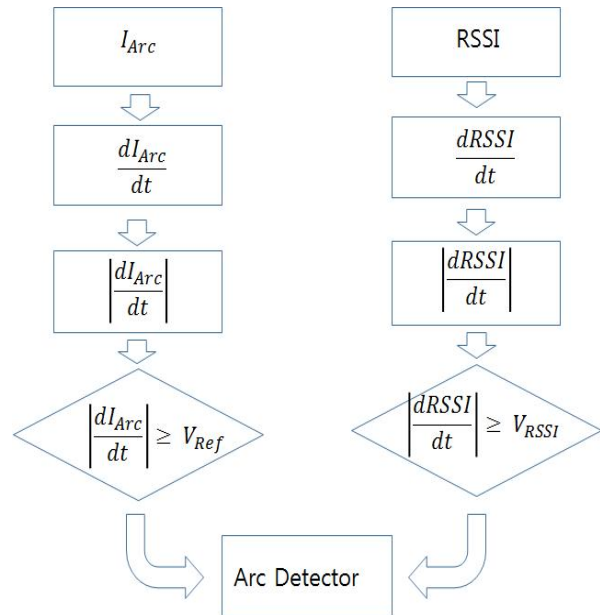 I_Arc
RSSI
dI_Arc/dt
dRSSI/dt
|dI_Arc/dt|
|dRSSI/dt|
|dI_Arc/dt| ≥ V_Ref
|dRSSI/dt| ≥ V_RSSI
Arc Detector